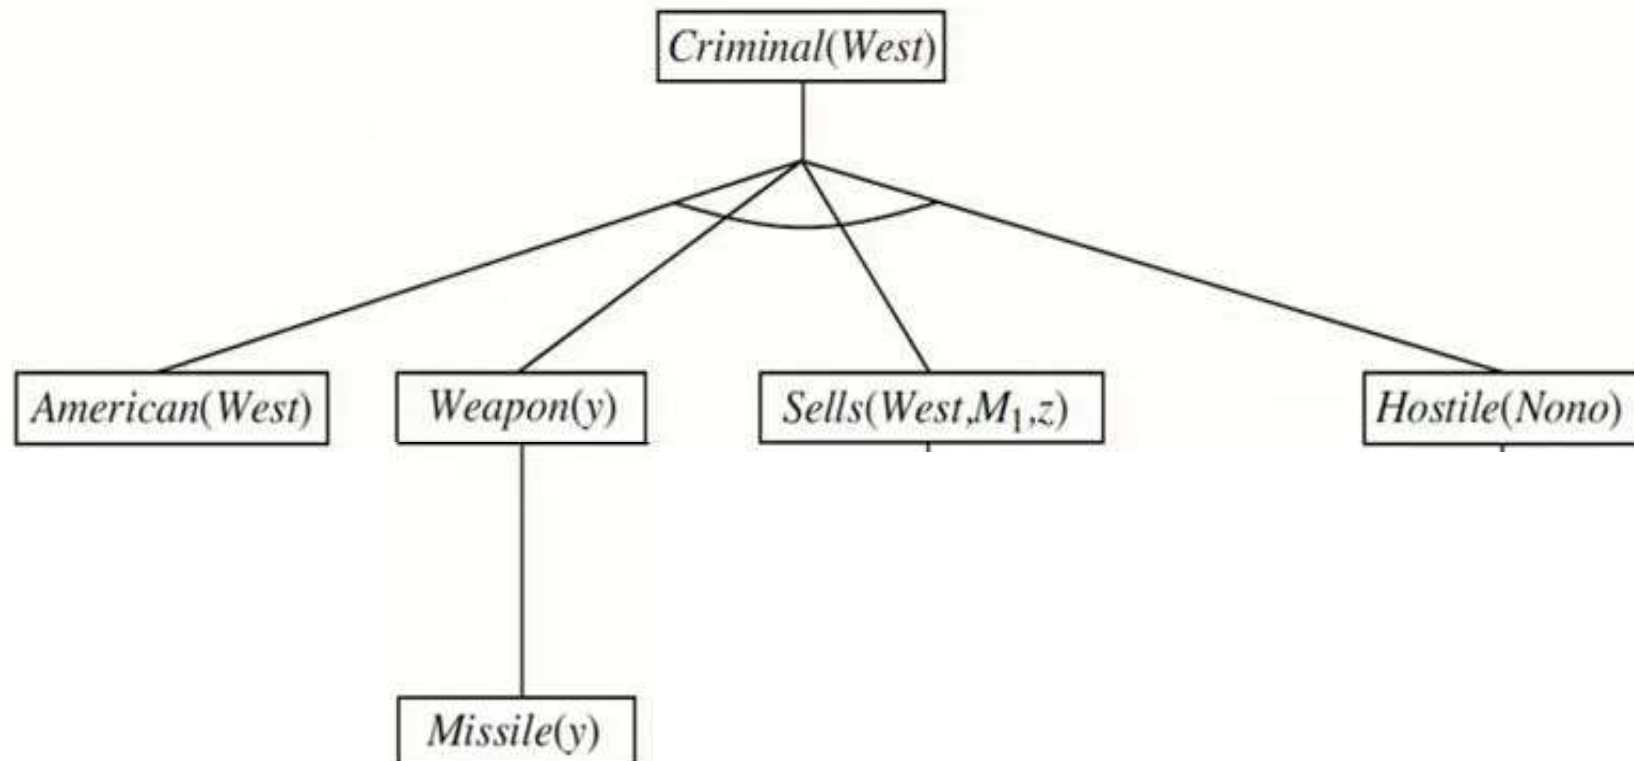 Criminal(West)
American(West)
Weapon(y)
Sells(West,M₁,z)
Hostile(Nono)
Missile(y)